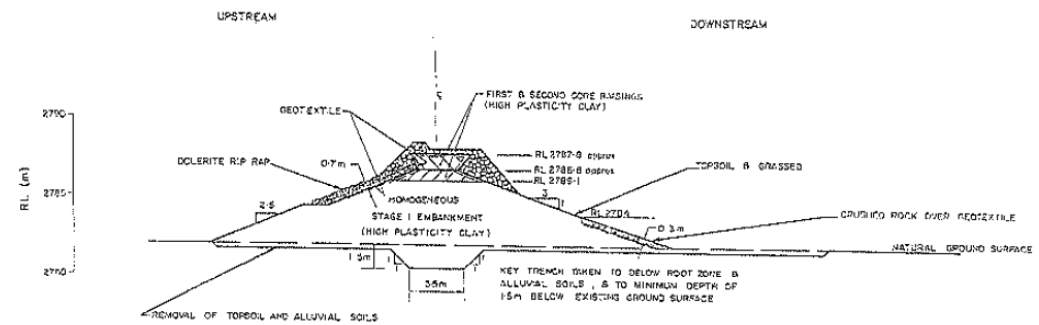 UPSTREAM
DOWNSTREAM
2790
2785
2780
RL (m)
GEOTEXTILE
FIRST & SECOND CORE RAISINGS
(HIGH PLASTICITY CLAY)
DOLERITE RIP RAP
0·7m
RL 2787·8 approx
RL 2786·8 approx
RL 2786·1
TOPSOIL & GRASSED
HOMOGENEOUS
STAGE I EMBANKMENT
(HIGH PLASTICITY CLAY)
2·5
3
1
CRUSHED ROCK OVER GEOTEXTILE
0·3m
NATURAL GROUND SURFACE
1·5m
1
1
3·5m
KEY TRENCH TAKEN TO BELOW ROOT ZONE &
ALLUVIAL SOILS, & TO MINIMUM DEPTH OF
1·5m BELOW EXISTING GROUND SURFACE
REMOVAL OF TOPSOIL AND ALLUVIAL SOILS